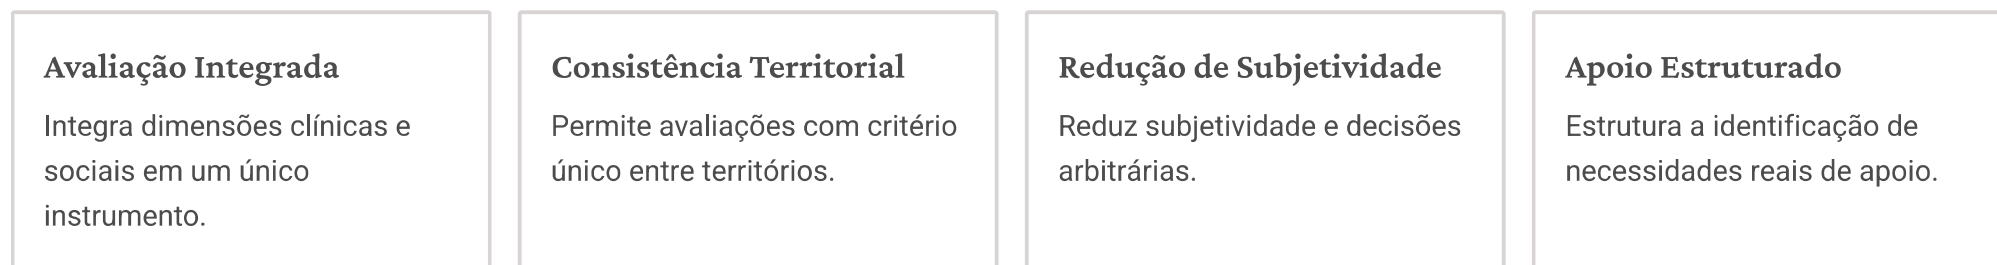 Avaliação Integrada
Integra dimensões clínicas e
sociais em um único
instrumento.
Consistência Territorial
Permite avaliações com critério
único entre territórios.
Redução de Subjetividade
Reduz subjetividade e decisões
arbitrárias.
Apoio Estruturado
Estrutura a identificação de
necessidades reais de apoio.